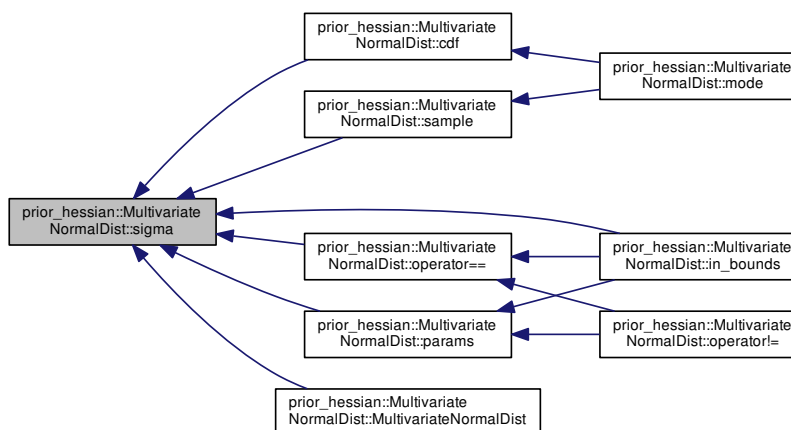 prior_hessian::Multivariate
NormalDist::cdf
prior_hessian::Multivariate
NormalDist::mode
prior_hessian::Multivariate
NormalDist::sample
prior_hessian::Multivariate
NormalDist::sigma
prior_hessian::Multivariate
NormalDist::operator==
prior_hessian::Multivariate
NormalDist::in_bounds
prior_hessian::Multivariate
NormalDist::params
prior_hessian::Multivariate
NormalDist::operator!=
prior_hessian::Multivariate
NormalDist::MultivariateNormalDist